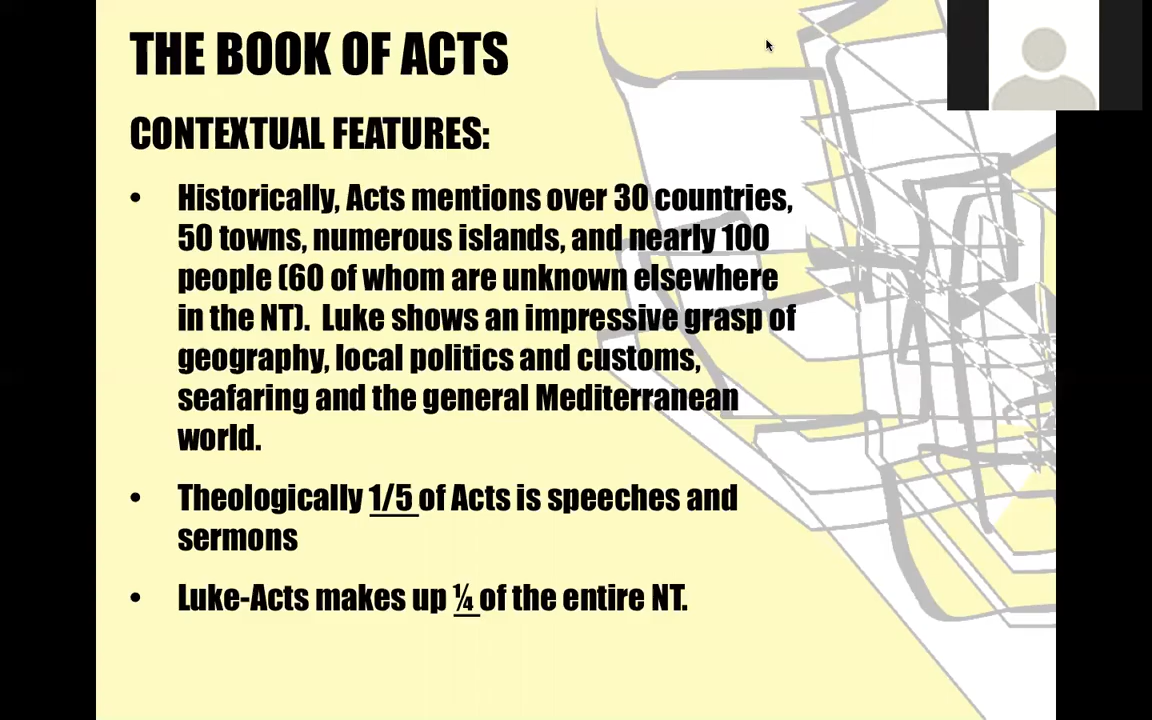 THE BOOK OF ACTS
CONTEXTUAL FEATURES:
• Historically, Acts mentions over 30 countries,
50 towns, numerous islands, and nearly 100
people (60 of whom are unknown elsewhere
in the NT).  Luke shows an impressive grasp of
geography, local politics and customs,
seafaring and the general Mediterranean
world.
• Theologically 1/5 of Acts is speeches and
sermons
• Luke-Acts makes up ¼ of the entire NT.